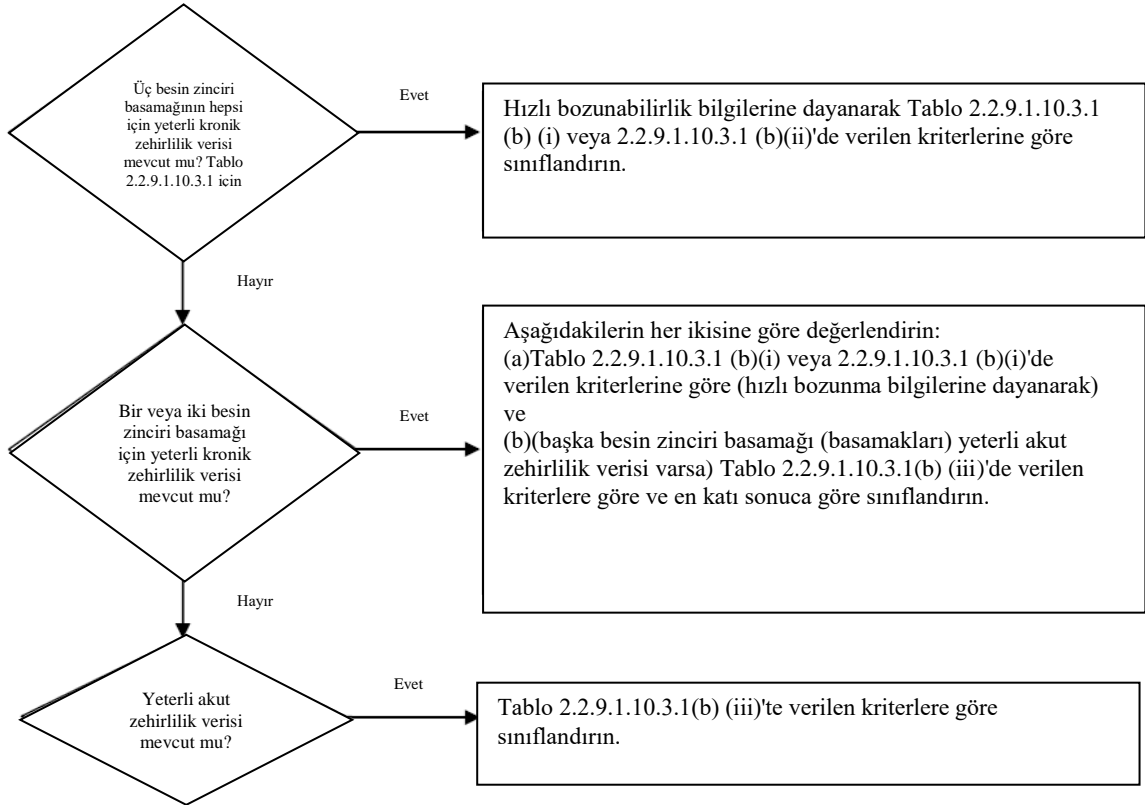 Üç besin zinciri
basamağının hepsi
için yeterli kronik
zehirlilik verisi
mevcut mu? Tablo
2.2.9.1.10.3.1 için
Evet
Hızlı bozunabilirlik bilgilerine dayanarak Tablo 2.2.9.1.10.3.1
(b) (i) veya 2.2.9.1.10.3.1 (b)(ii)'de verilen kriterlerine göre
sınıflandırın.
Hayır
Bir veya iki besin
zinciri basamağı
için yeterli kronik
zehirlilik verisi
mevcut mu?
Evet
Aşağıdakilerin her ikisine göre değerlendirin:
(a)Tablo 2.2.9.1.10.3.1 (b)(i) veya 2.2.9.1.10.3.1 (b)(i)'de
verilen kriterlerine göre (hızlı bozunma bilgilerine dayanarak)
ve
(b)(başka besin zinciri basamağı (basamakları) yeterli akut
zehirlilik verisi varsa) Tablo 2.2.9.1.10.3.1(b) (iii)'de verilen
kriterlere göre ve en katı sonuca göre sınıflandırın.
Hayır
Yeterli akut
zehirlilik verisi
mevcut mu?
Evet
Tablo 2.2.9.1.10.3.1(b) (iii)'te verilen kriterlere göre
sınıflandırın.